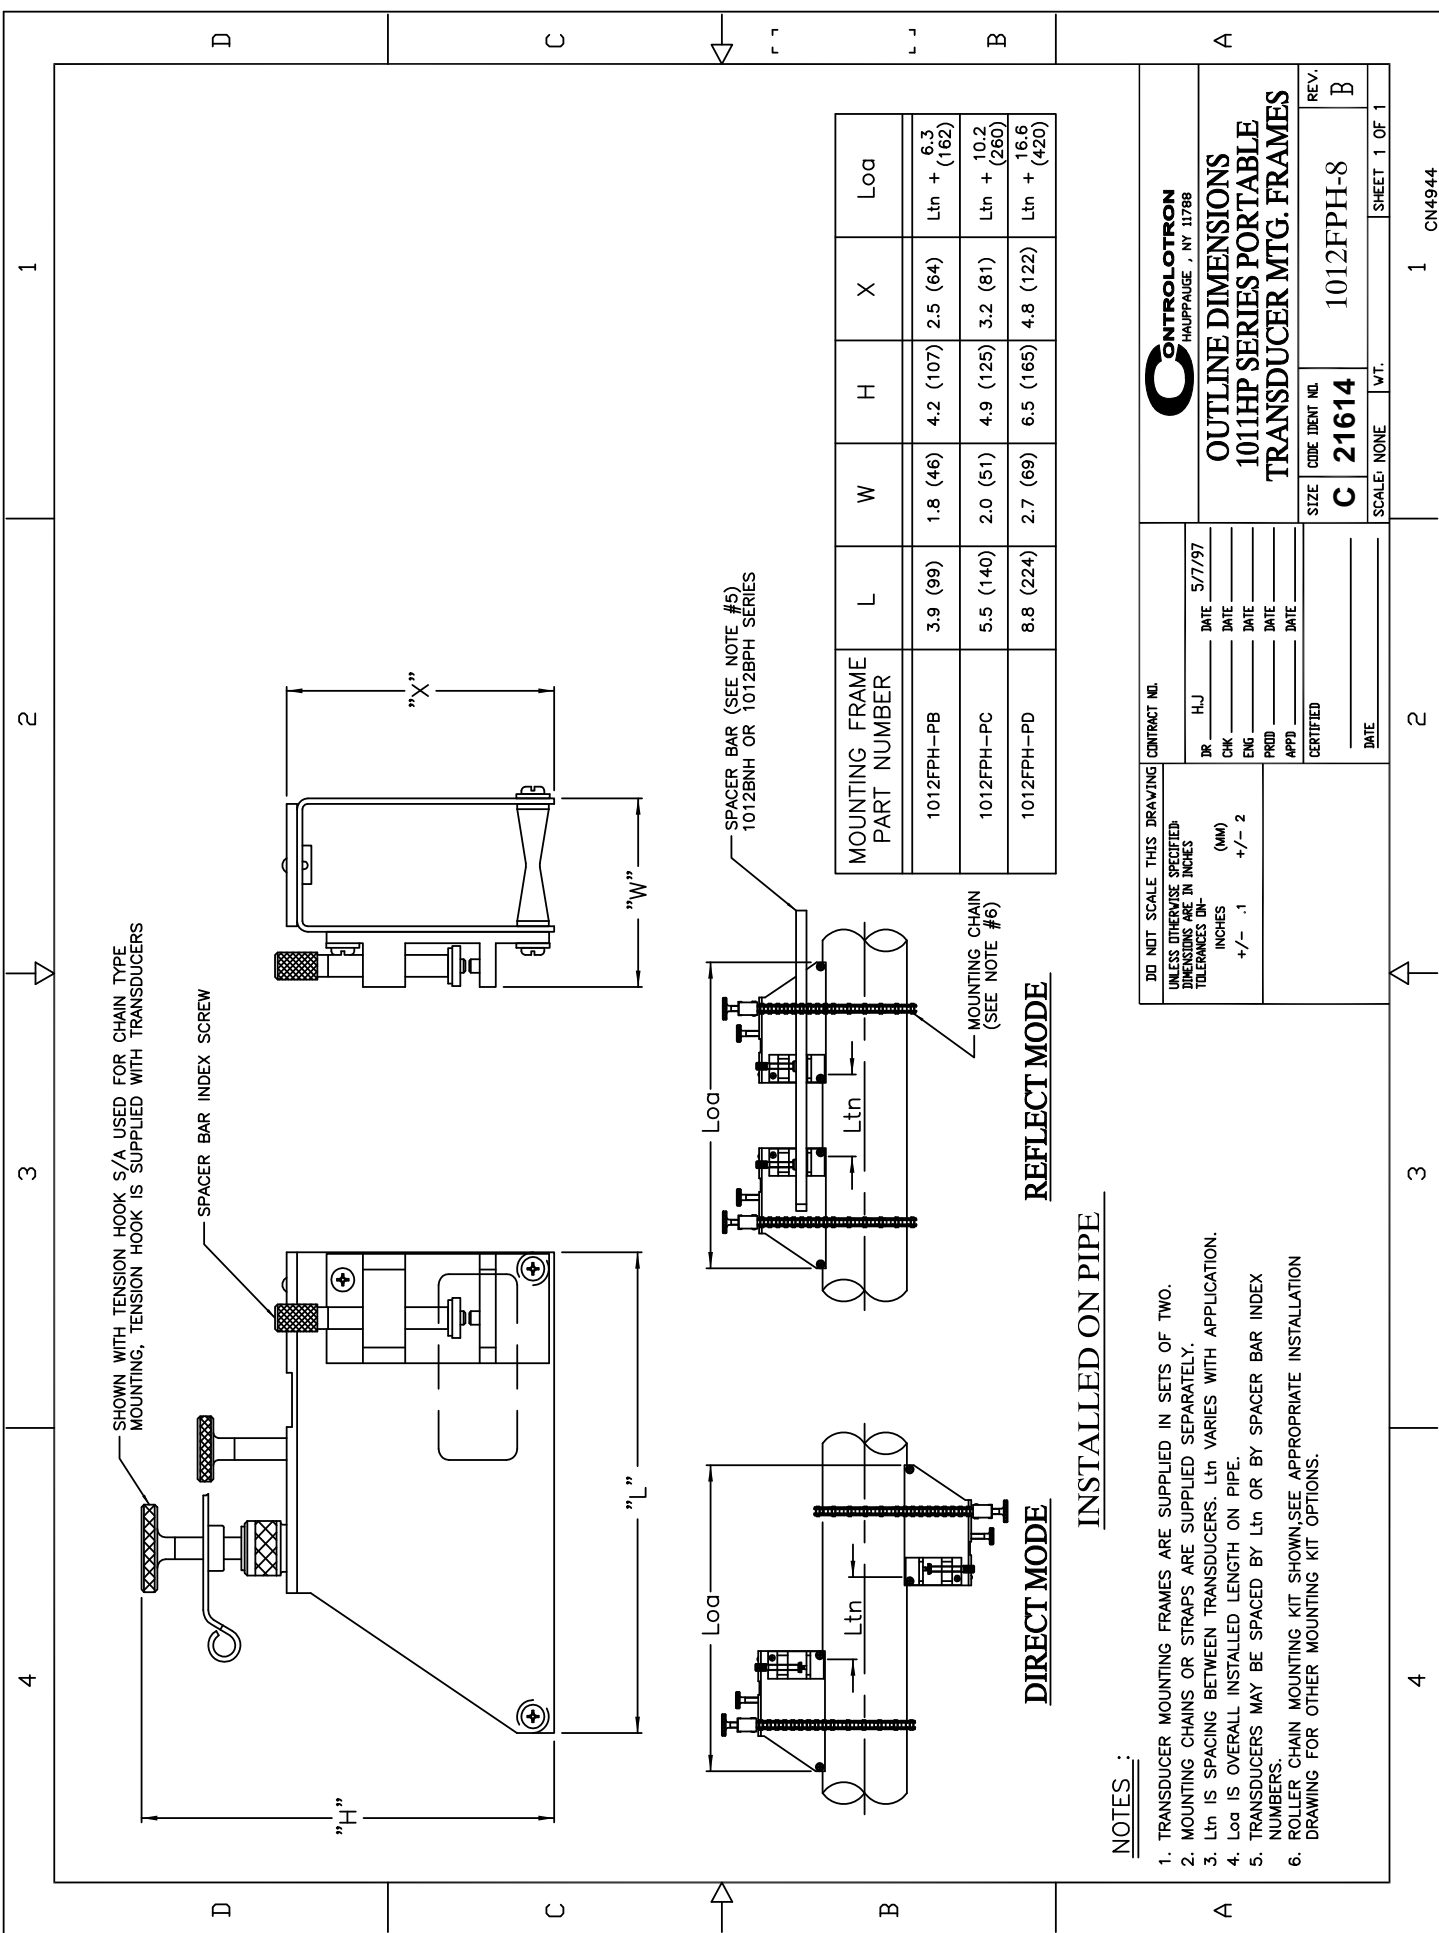 4
3
2
1
D
C
B
A
D
C
B
A
4
3
2
1
SHOWN WITH TENSION HOOK S/A USED FOR CHAIN TYPE
MOUNTING, TENSION HOOK IS SUPPLIED WITH TRANSDUCERS
SPACER BAR INDEX SCREW
"H"
"L"
"W"
"X"
Loa
Ltn
DIRECT MODE
Loa
Ltn
REFLECT MODE
SPACER BAR (SEE NOTE #5)
1012BNH OR 1012BPH SERIES
MOUNTING CHAIN
(SEE NOTE #6)
INSTALLED ON PIPE
MOUNTING FRAME
PART NUMBER
L
W
H
X
Loa
1012FPH-PB 3.9 (99) 1.8 (46) 4.2 (107) 2.5 (64) Ltn + 6.3 (162)
1012FPH-PC 5.5 (140) 2.0 (51) 4.9 (125) 3.2 (81) Ltn + 10.2 (260)
1012FPH-PD 8.8 (224) 2.7 (69) 6.5 (165) 4.8 (122) Ltn + 16.6 (420)
NOTES :
1. TRANSDUCER MOUNTING FRAMES ARE SUPPLIED IN SETS OF TWO.
2. MOUNTING CHAINS OR STRAPS ARE SUPPLIED SEPARATELY.
3. Ltn IS SPACING BETWEEN TRANSDUCERS. Ltn VARIES WITH APPLICATION.
4. Loa IS OVERALL INSTALLED LENGTH ON PIPE.
5. TRANSDUCERS MAY BE SPACED BY Ltn OR BY SPACER BAR INDEX
NUMBERS.
6. ROLLER CHAIN MOUNTING KIT SHOWN,SEE APPROPRIATE INSTALLATION
DRAWING FOR OTHER MOUNTING KIT OPTIONS.
DO NOT SCALE THIS DRAWING
UNLESS OTHERWISE SPECIFIED:
DIMENSIONS ARE IN INCHES
TOLERANCES ON-
INCHES (MM)
+/- .1 +/- 2
CONTRACT NO.
DR HJ DATE 5/7/97
CHK DATE
ENG DATE
PROD DATE
APPD DATE
CERTIFIED
DATE
CONTROLOTRON
HAUPPAUGE , NY 11788
OUTLINE DIMENSIONS
1011HP SERIES PORTABLE
TRANSDUCER MTG. FRAMES
SIZE
C
CODE IDENT NO.
21614
1012FPH-8
REV.
B
SCALE: NONE
WT.
SHEET 1 OF 1
CN4944